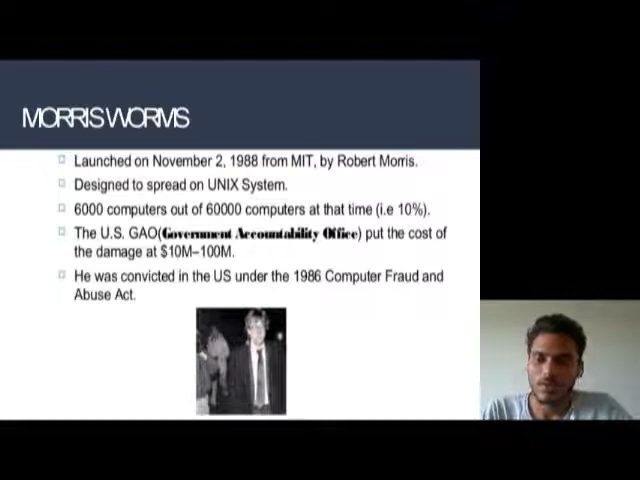 MORRIS WORMS
Launched on November 2, 1988 from MIT, by Robert Morris.
Designed to spread on UNIX System.
6000 computers out of 60000 computers at that time (i.e 10%).
The U.S. GAO(Government Accountability Office) put the cost of
the damage at $10M–100M.
He was convicted in the US under the 1986 Computer Fraud and
Abuse Act.